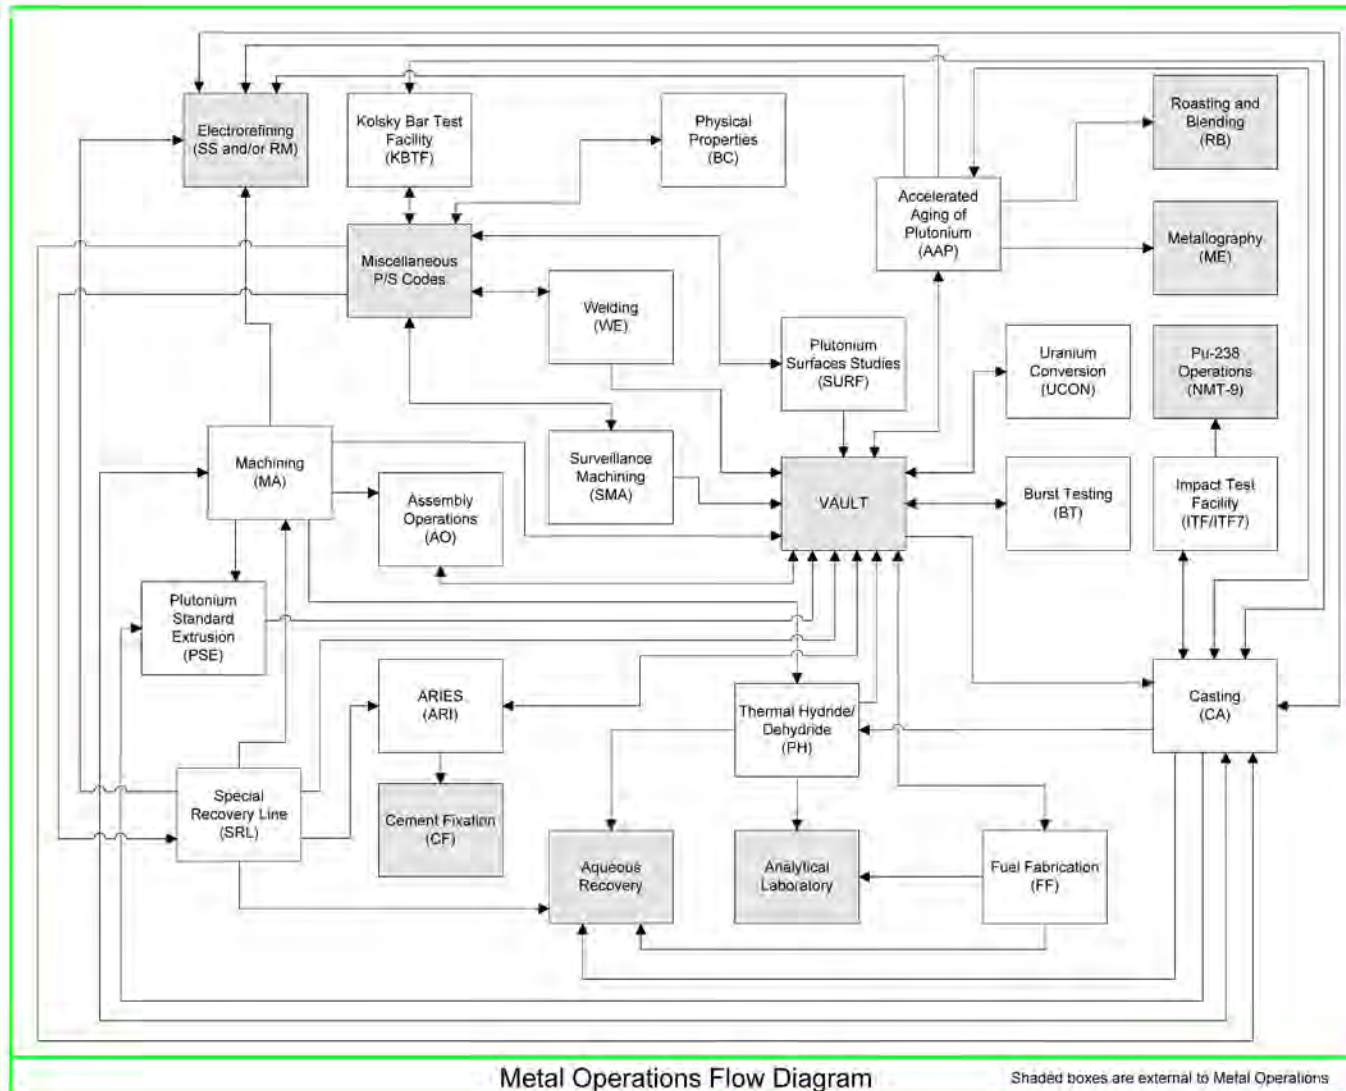 Electrorefining
(SS and/or RM)
Kolsky Bar Test
Facility
(KBTF)
Physical
Properties
(BC)
Roasting and
Blending
(RB)
Accelerated
Aging of
Plutonium
(AAP)
Metallography
(ME)
Miscellaneous
P/S Codes
Welding
(WE)
Plutonium
Surfaces Studies
(SURF)
Uranium
Conversion
(UCON)
Pu-238
Operations
(NMT-9)
Machining
(MA)
Assembly
Operations
(AO)
Surveillance
Machining
(SMA)
VAULT
Burst Testing
(BT)
Impact Test
Facility
(ITF/ITF7)
Plutonium
Standard
Extrusion
(PSE)
ARIES
(ARI)
Thermal Hydride/
Dehydride
(PH)
Casting
(CA)
Special
Recovery Line
(SRL)
Cement Fixation
(CF)
Aqueous
Recovery
Analytical
Laboratory
Fuel Fabrication
(FF)
Metal Operations Flow Diagram
Shaded boxes are external to Metal Operations